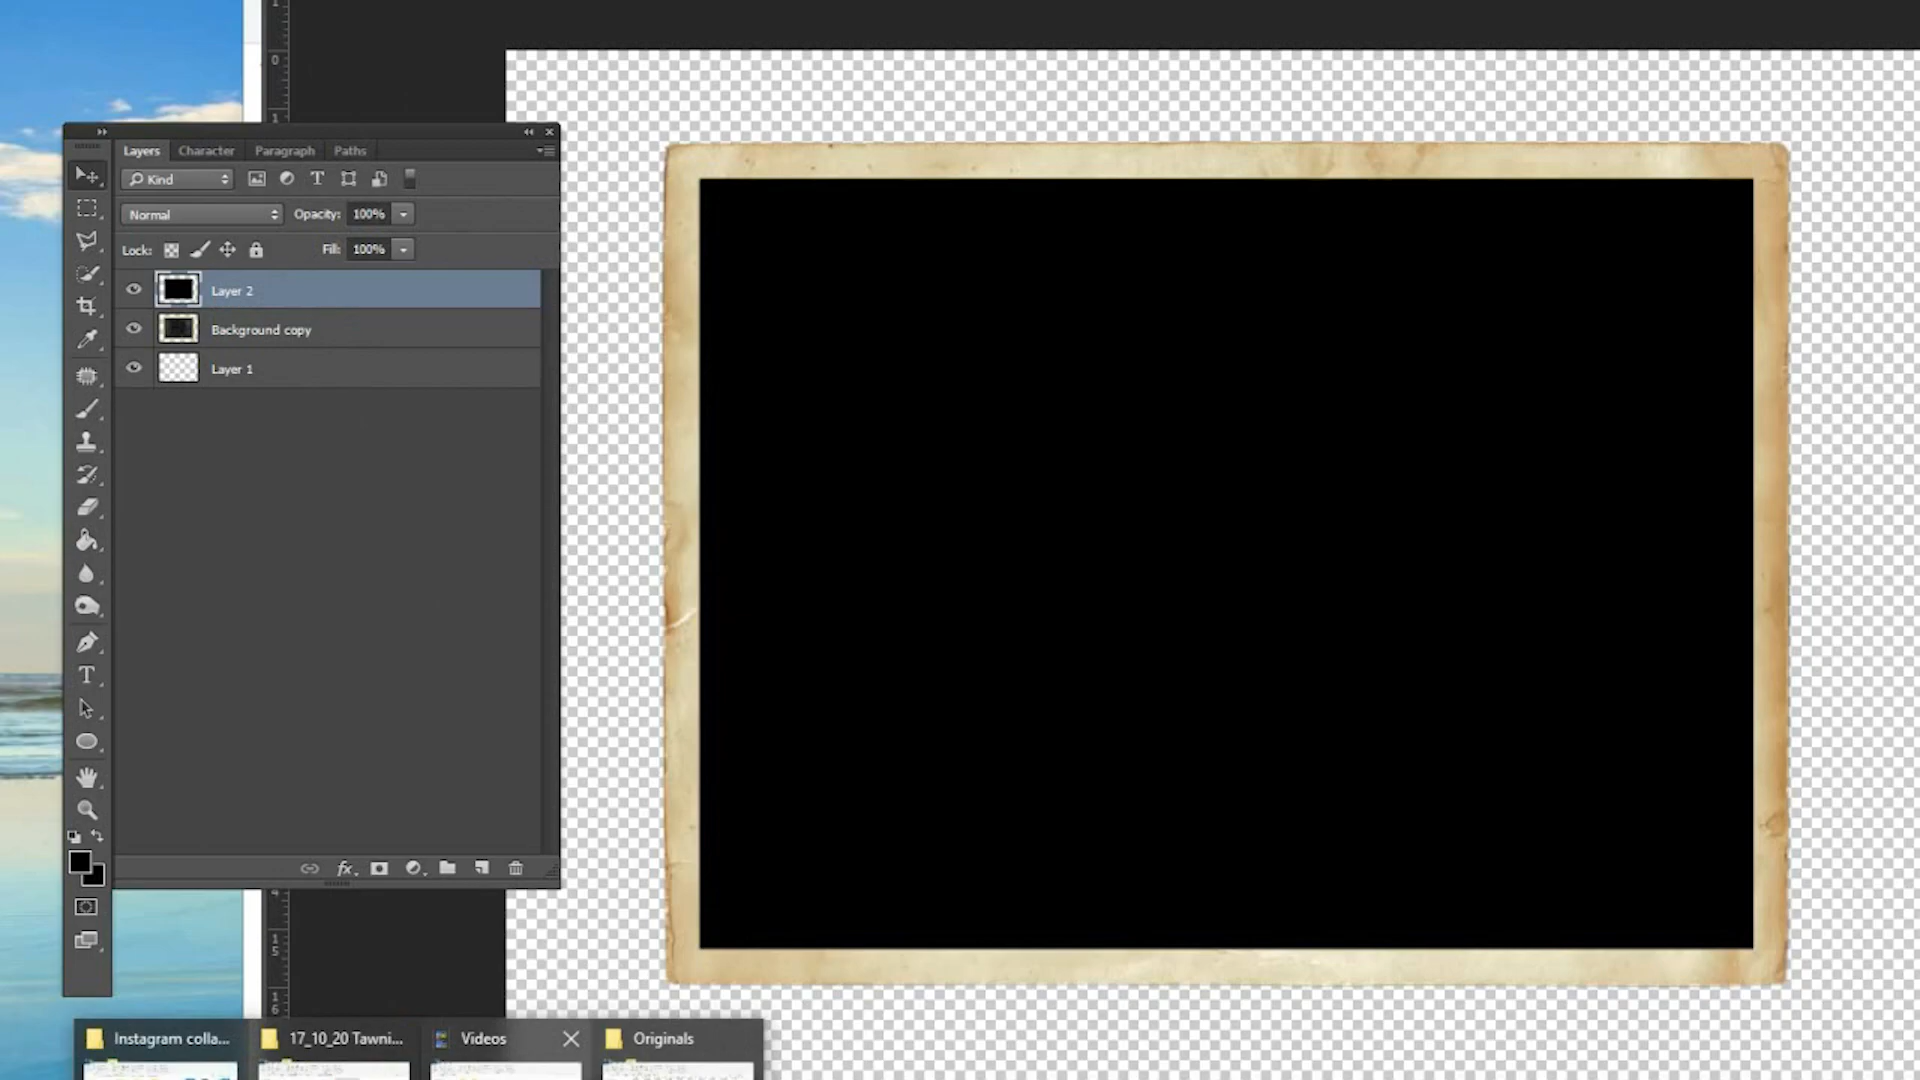 Layers Character Paragraph Paths
Kind
Normal Opacity: 100%
Lock: Fill: 100%
Layer 2
Background copy
Layer 1
fx
Instagram colla... 17_10_20 Tawni... Videos Originals